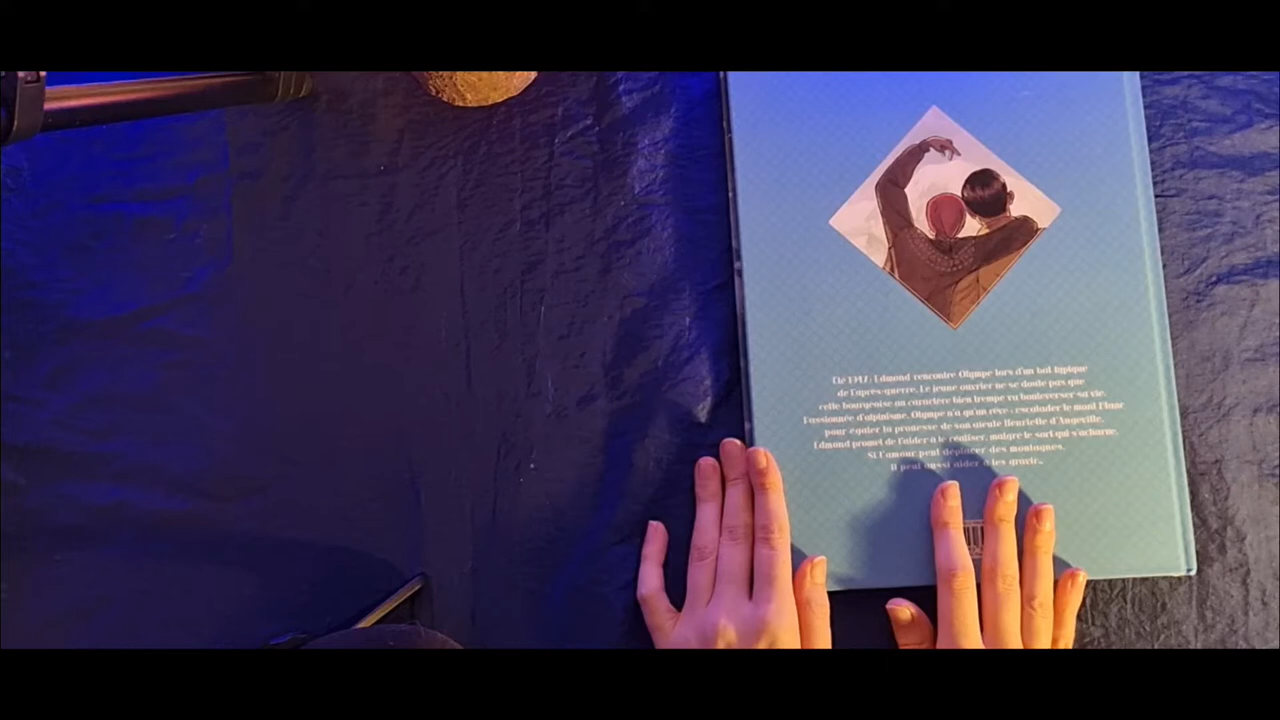 Été 1947 : Edmond rencontre Olympe lors d'un bal typique
de l'après-guerre. Le jeune ouvrier ne se doute pas que
cette bourgeoise au caractère bien trempé va bouleverser sa vie.
Passionnée d'alpinisme, Olympe n'a qu'un rêve : escalader le mont Blanc
pour égaler la prouesse de son aïeule Henriette d'Angeville.
Edmond promet de l'aider à le réaliser, malgré le sort qui s'acharne.
Si l'amour peut déplacer des montagnes,
Il peut aussi aider à les gravir...